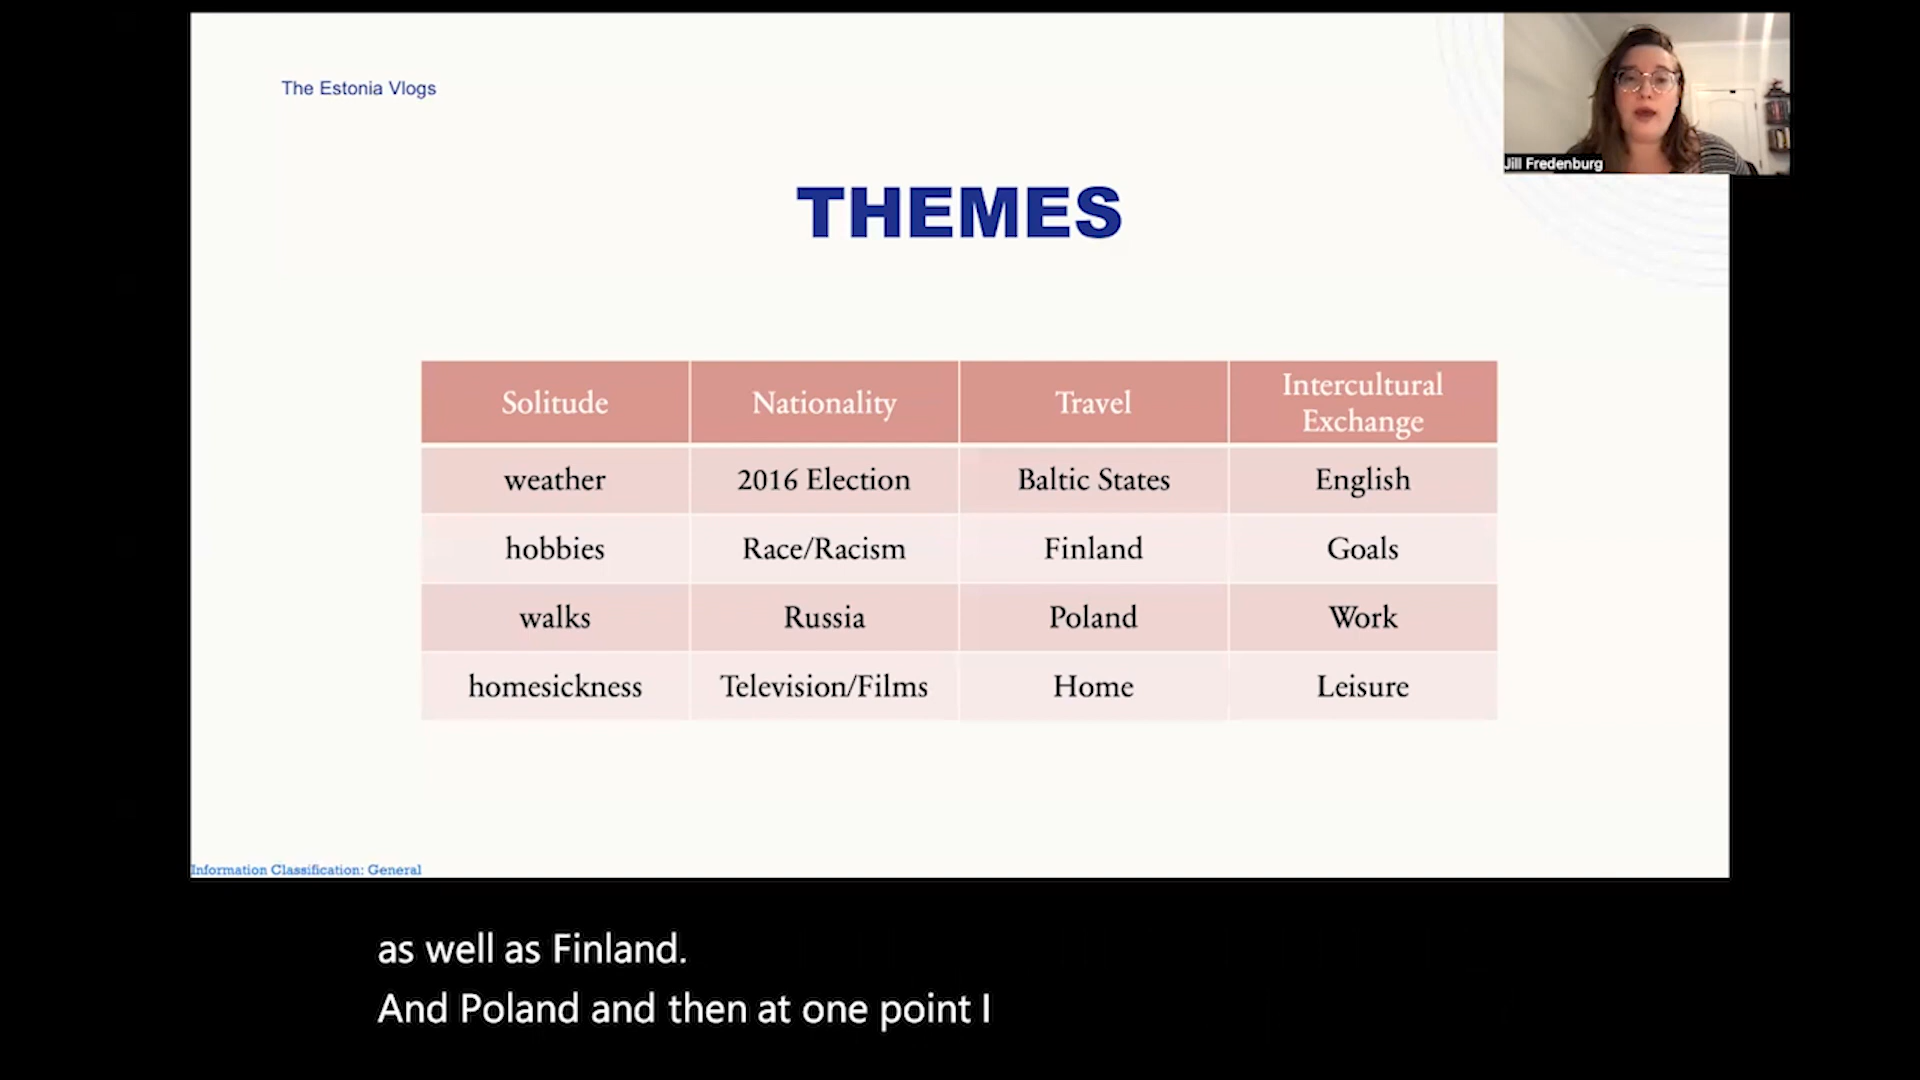 The Estonia Vlogs
Jill Fredenburg
THEMES
Solitude
Nationality
Travel
Intercultural
Exchange
weather
2016 Election
Baltic States
English
hobbies
Race/Racism
Finland
Goals
walks
Russia
Poland
Work
homesickness
Television/Films
Home
Leisure
Information Classification: General
as well as Finland.
And Poland and then at one point I